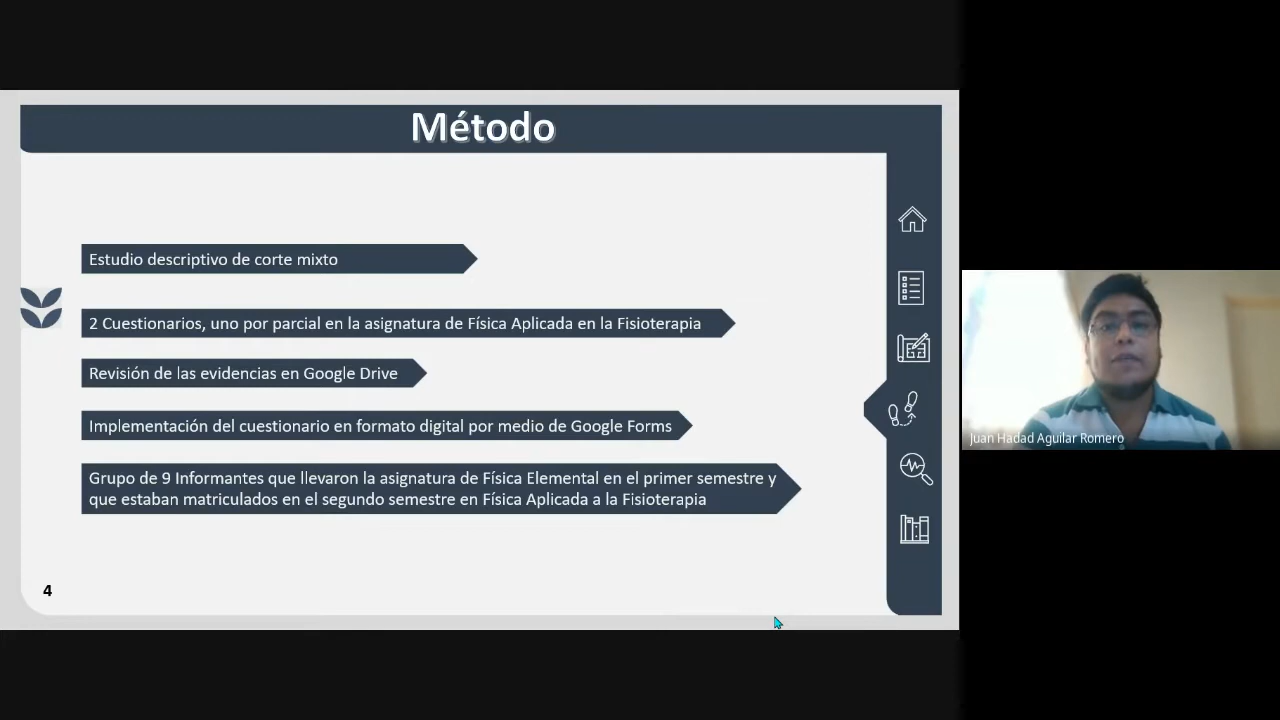 Método
Estudio descriptivo de corte mixto
2 Cuestionarios, uno por parcial en la asignatura de Física Aplicada en la Fisioterapia
Revisión de las evidencias en Google Drive
Implementación del cuestionario en formato digital por medio de Google Forms
Grupo de 9 Informantes que llevaron la asignatura de Física Elemental en el primer semestre y
que estaban matriculados en el segundo semestre en Física Aplicada a la Fisioterapia
4
Juan Hadad Aguilar Romero